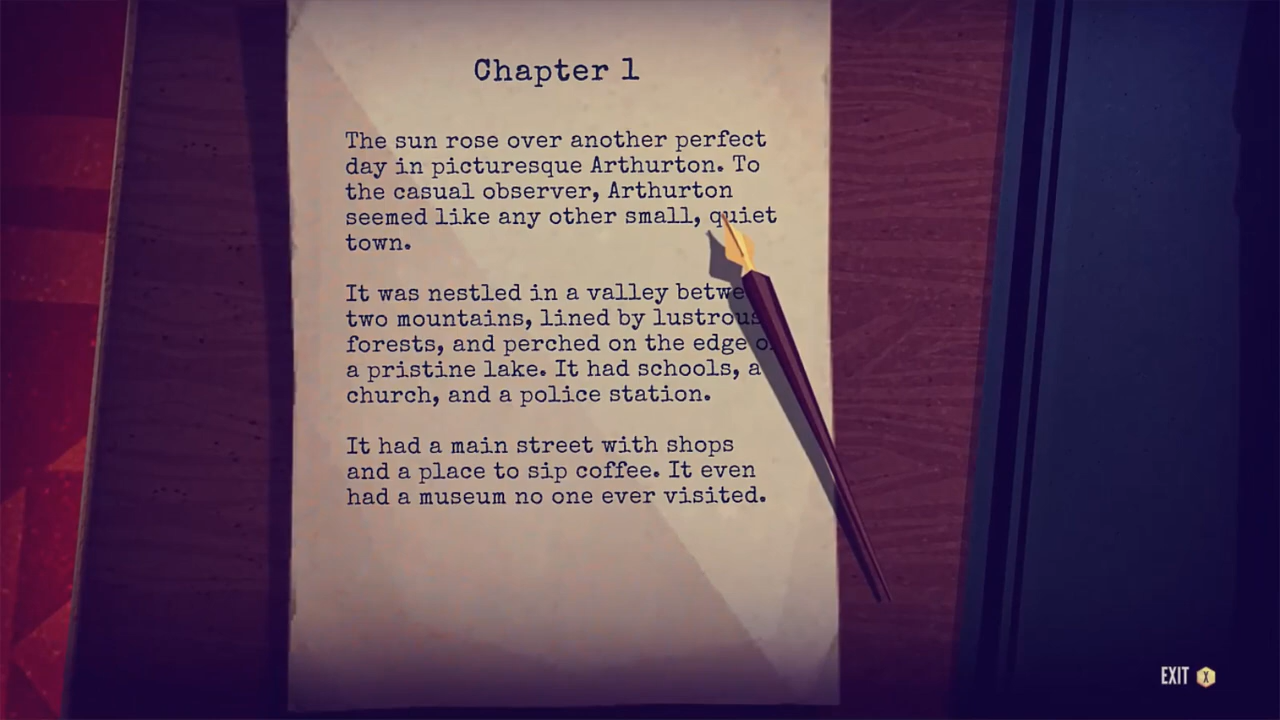 Chapter 1
The sun rose over another perfect
day in picturesque Arthurton. To
the casual observer, Arthurton
seemed like any other small, quiet
town.
It was nestled in a valley
two mountains, lined by lustrous
forests, and perched on the edge
a pristine lake. It had schools, a
church, and a police station.
It had a main street with shops
and a place to sip coffee. It even
had a museum no one ever visited.
EXIT X